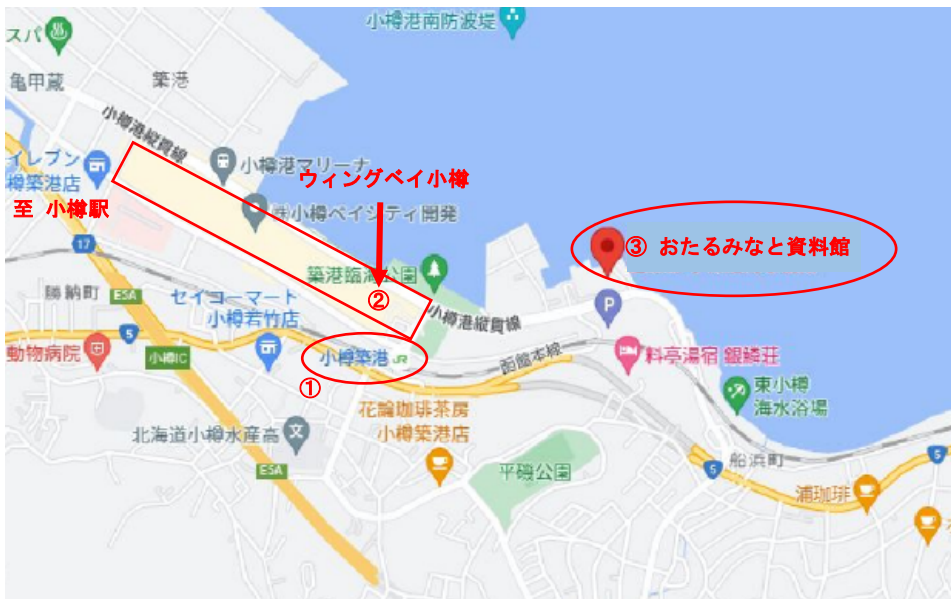 小樽港南防波堤
スパ
亀甲蔵
築港
小樽港縦貫線
イレブン
樽築港店
小樽港マリーナ
ウィングベイ小樽
至 小樽駅
㈱小樽ベイシティ開発
③ おたるみなと資料館
17
築港臨海公園
勝納町
E5A
セイコーマート
小樽若竹店
②
小樽港縦貫線
P
5
動物病院
小樽IC
小樽築港
JR
函館本線
料亭湯宿 銀鱗荘
①
東小樽
海水浴場
花輪珈琲茶房
小樽築港店
北海道小樽水産高
文
E5A
平磯公園
5
船浜町
5
浦珈琲